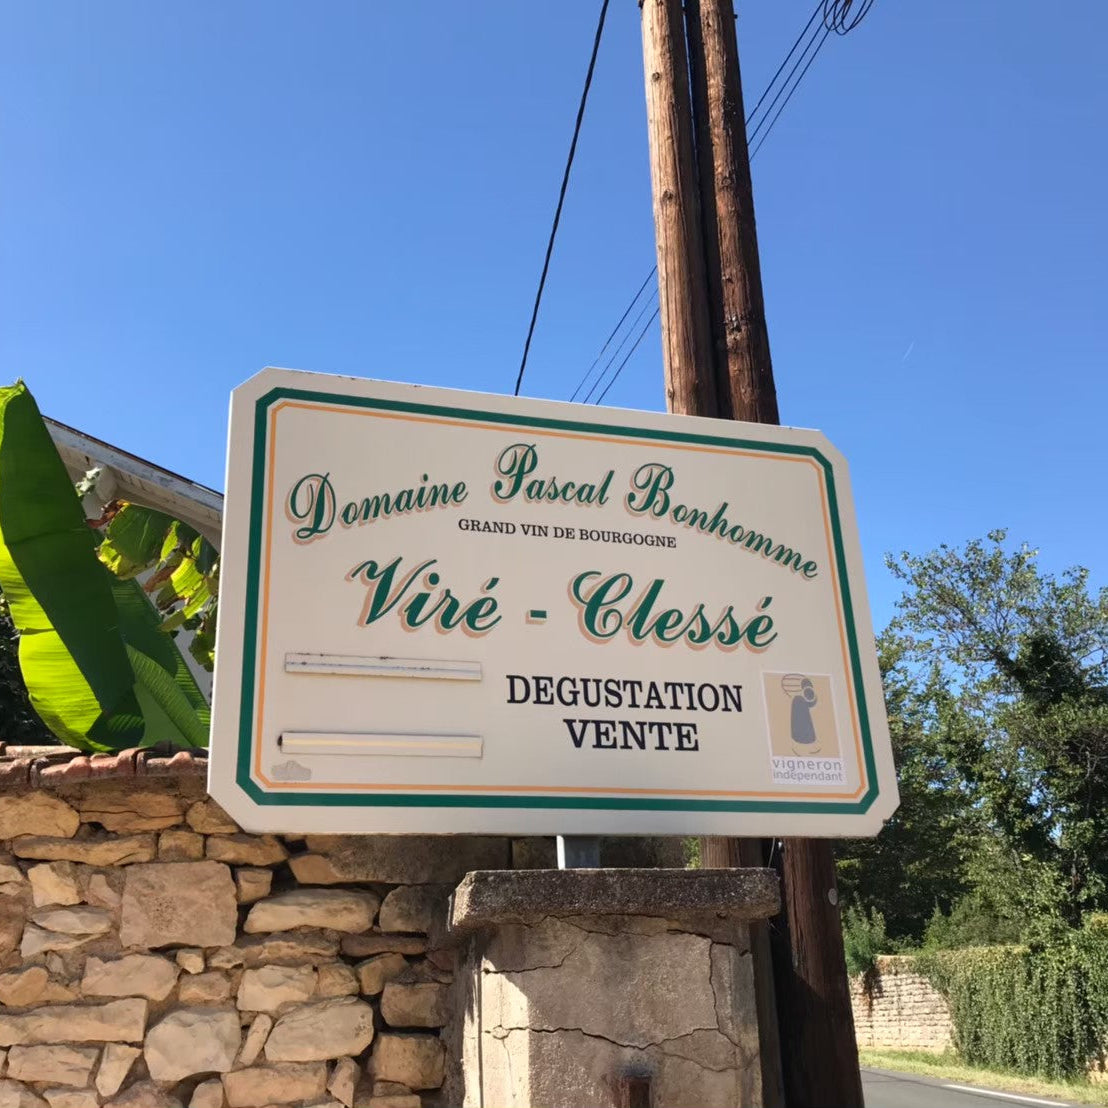 Domaine Pascal Bonhomme
GRAND VIN DE BOURGOGNE
Viré - Clessé
DEGUSTATION
VENTE
vigneron
indépendant